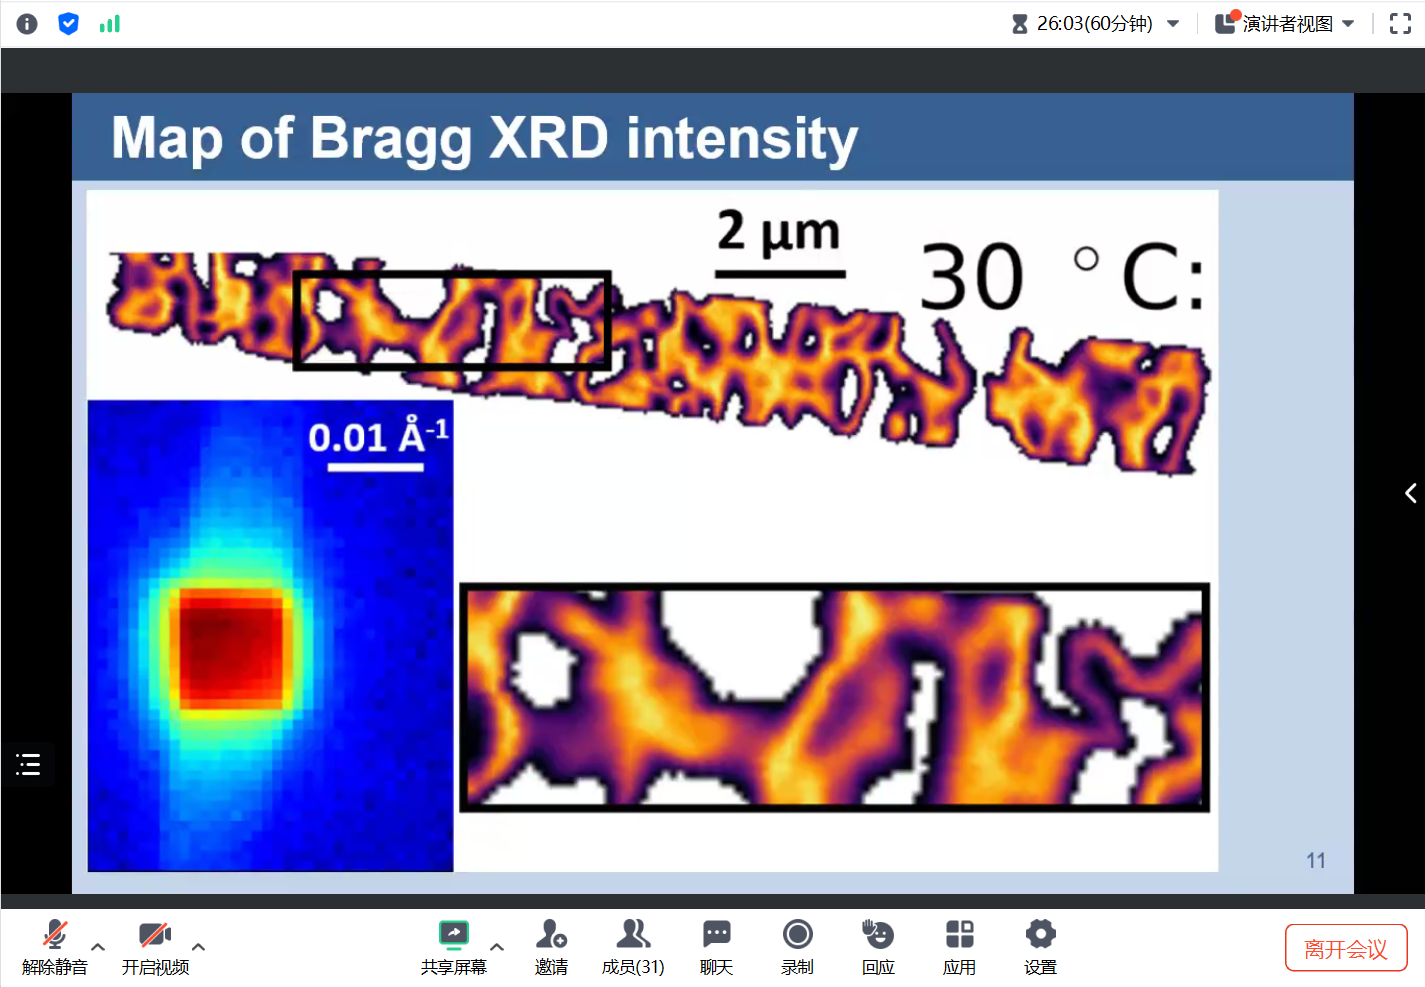 26:03(60分钟)
演讲者视图
Map of Bragg XRD intensity
2 μm
30 °C:
0.01 Å-1
11
解除静音
开启视频
共享屏幕
邀请
成员(31)
聊天
录制
回应
应用
设置
离开会议